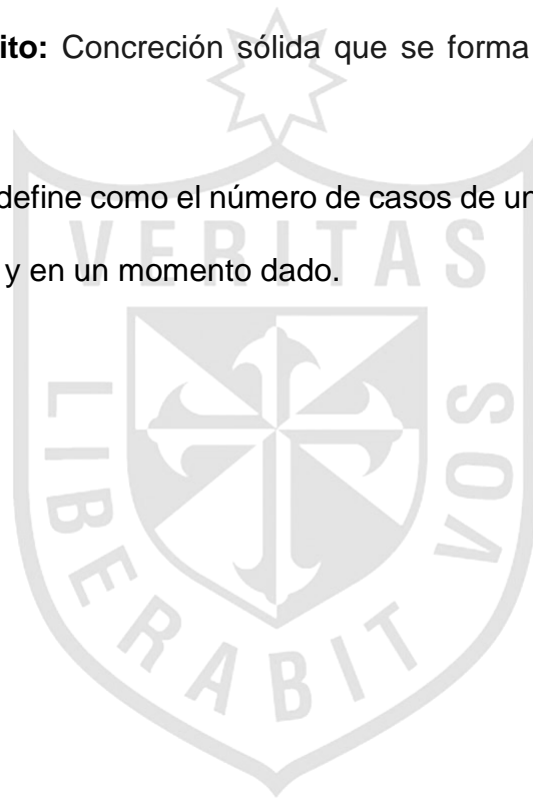 ito: Concreción sólida que se forma
define como el número de casos de un
y en un momento dado.
VERITAS
LIBERABIT VOS